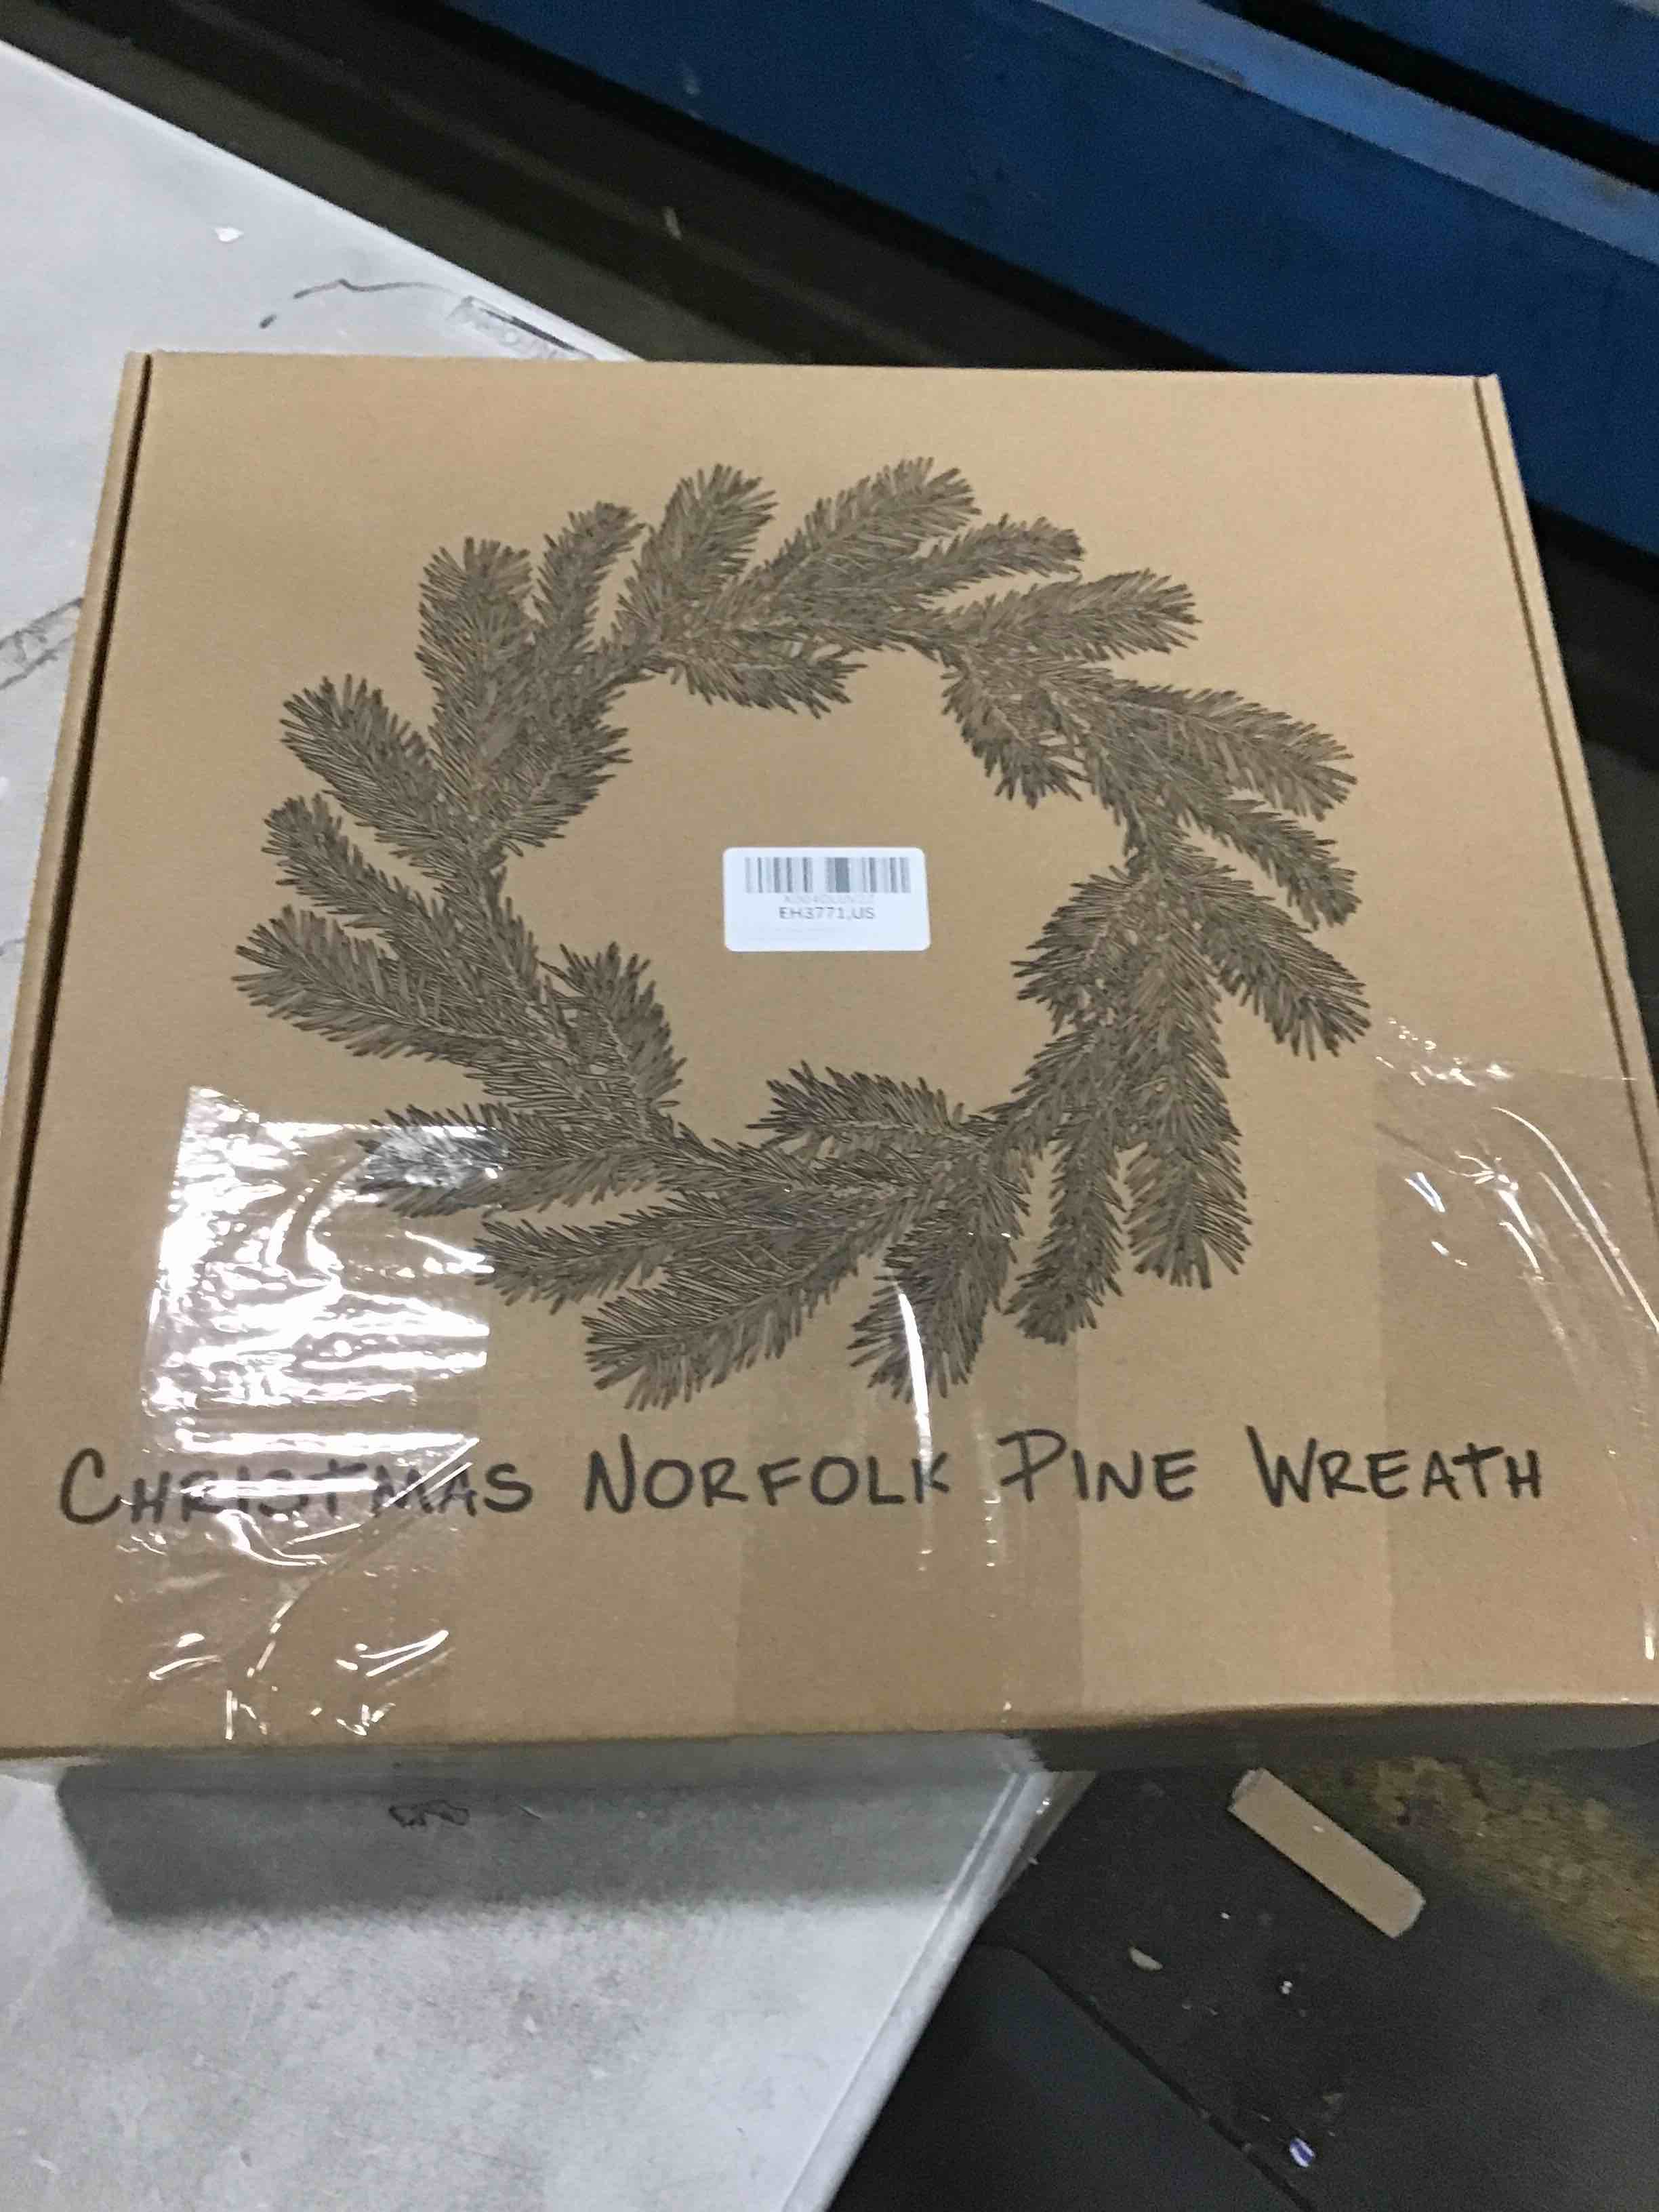 EH3771,US
CHRISTMAS NORFOLK PINE WREATH